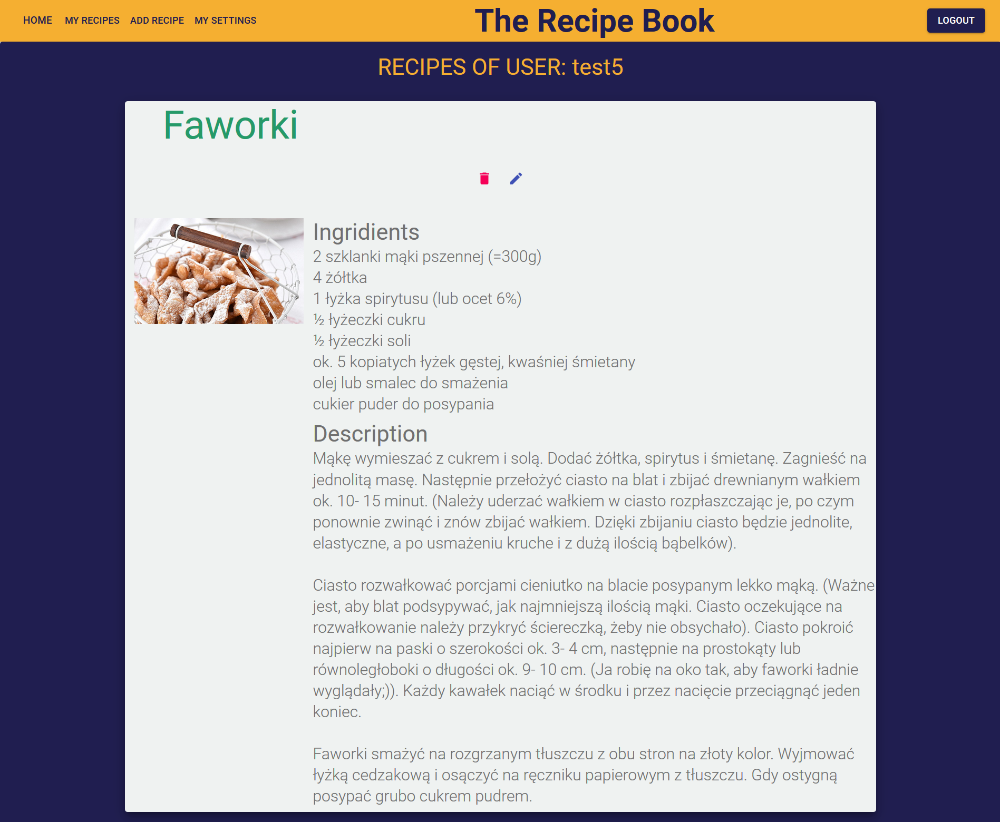 HOME MY RECIPES ADD RECIPE MY SETTINGS The Recipe Book LOGOUT
RECIPES OF USER: test5
Faworki
Ingridients
2 szklanki mąki pszennej (=300g)
4 żółtka
1 łyżka spirytusu (lub ocet 6%)
½ łyżeczki cukru
½ łyżeczki soli
ok. 5 kopiatych łyżek gęstej, kwaśniej śmietany
olej lub smalec do smażenia
cukier puder do posypania
Description
Mąkę wymieszać z cukrem i solą. Dodać żółtka, spirytus i śmietanę. Zagnieść na
jednolitą masę. Następnie przełożyć ciasto na blat i zbijać drewnianym wałkiem
ok. 10- 15 minut. (Należy uderzać wałkiem w ciasto rozpłaszczając je, po czym
ponownie zwinąć i znów zbijać wałkiem. Dzięki zbijaniu ciasto będzie jednolite,
elastyczne, a po usmażeniu kruche i z dużą ilością bąbelków).
Ciasto rozwałkować porcjami cieniutko na blacie posypanym lekko mąką. (Ważne
jest, aby blat podsypywać, jak najmniejszą ilością mąki. Ciasto oczekujące na
rozwałkowanie należy przykryć ściereczką, żeby nie obsychało). Ciasto pokroić
najpierw na paski o szerokości ok. 3- 4 cm, następnie na prostokąty lub
równoległoboki o długości ok. 9- 10 cm. (Ja robię na oko tak, aby faworki ładnie
wyglądały;)). Każdy kawałek naciąć w środku i przez nacięcie przeciągnąć jeden
koniec.
Faworki smażyć na rozgrzanym tłuszczu z obu stron na złoty kolor. Wyjmować
łyżką cedzakową i osączyć na ręczniku papierowym z tłuszczu. Gdy ostygną
posypać grubo cukrem pudrem.